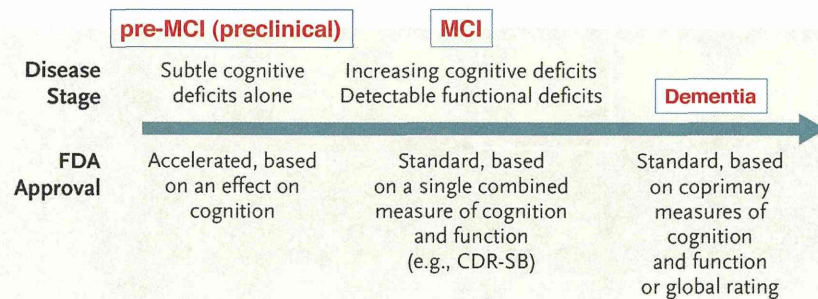 pre-MCI (preclinical)
MCI
Disease
Stage
Subtle cognitive
deficits alone
Increasing cognitive deficits
Detectable functional deficits
Dementia
FDA
Approval
Accelerated, based
on an effect on
cognition
Standard, based
on a single combined
measure of cognition
and function
(e.g., CDR-SB)
Standard, based
on coprimary
measures of
cognition
and function
or global rating